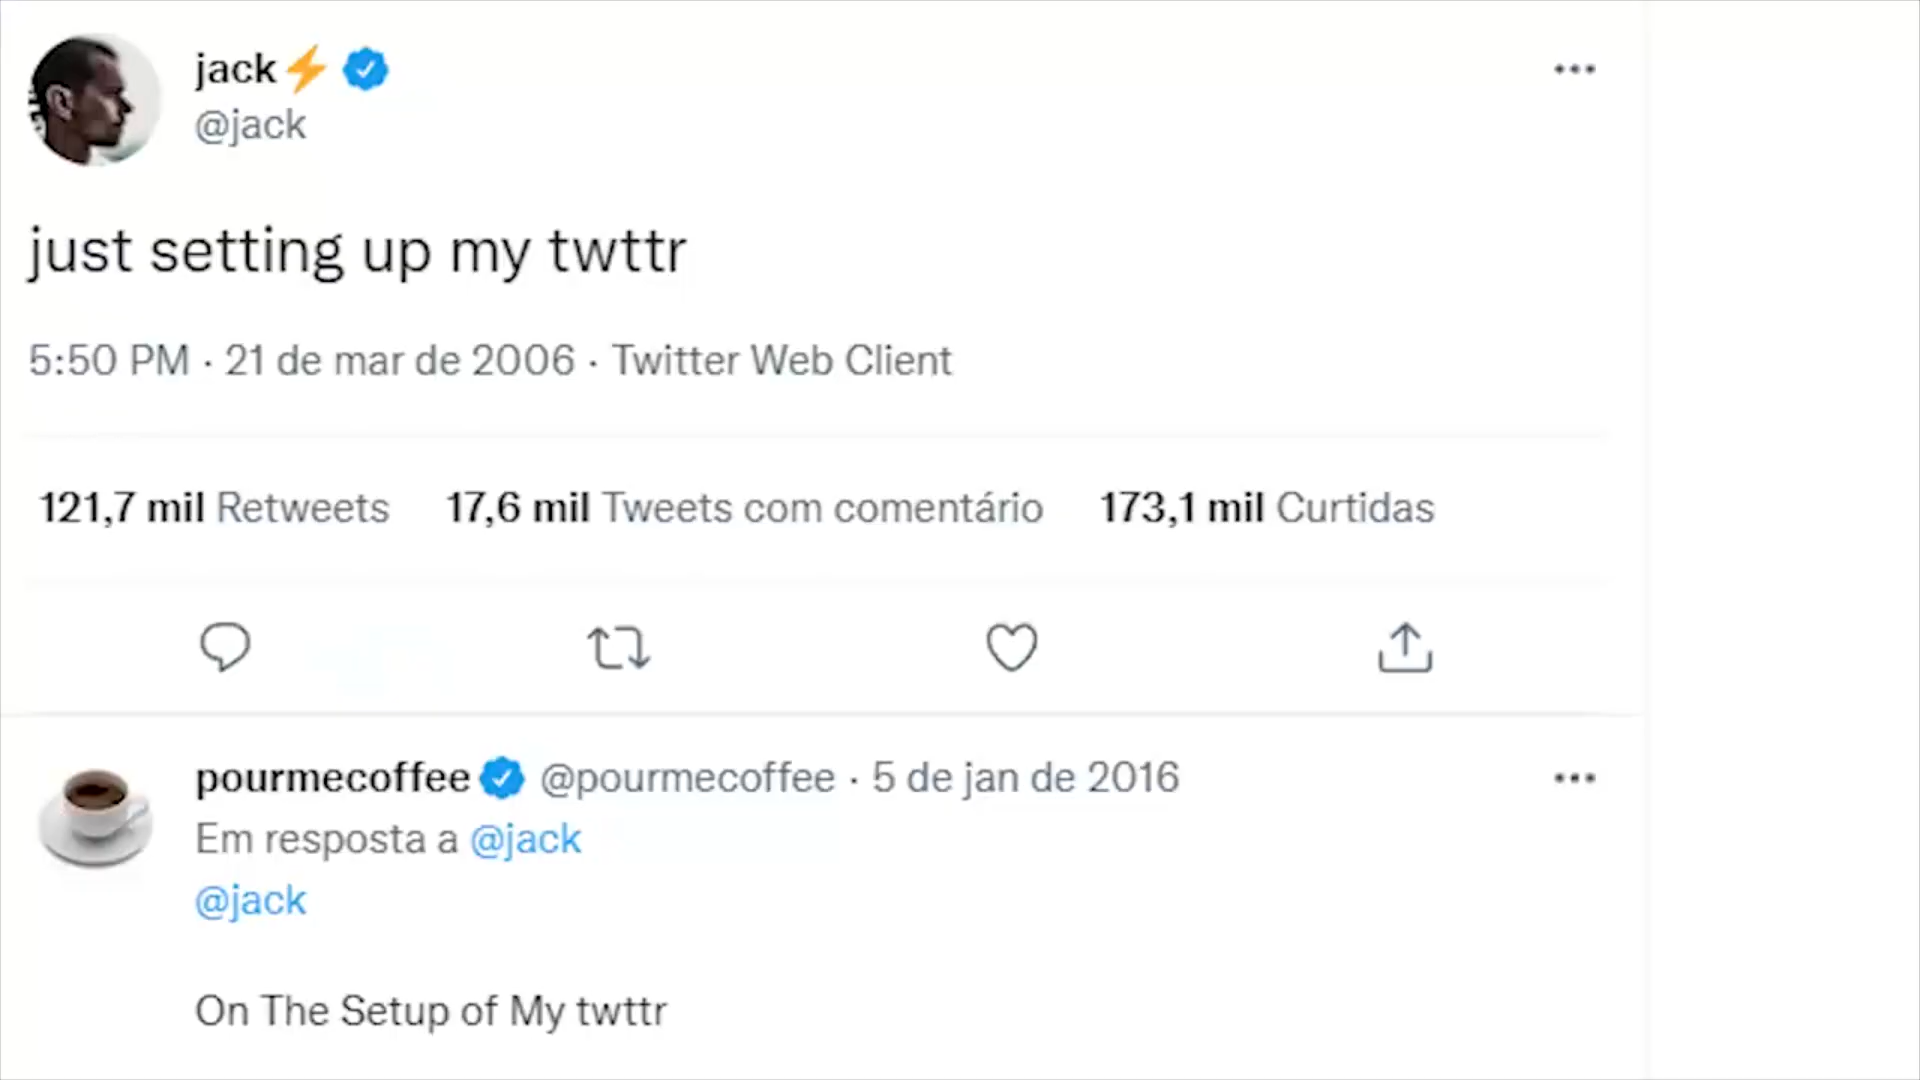 jack⚡
@jack
just setting up my twttr
5:50 PM · 21 de mar de 2006 · Twitter Web Client
121,7 mil Retweets 17,6 mil Tweets com comentário 173,1 mil Curtidas
pourmecoffee @pourmecoffee · 5 de jan de 2016
Em resposta a @jack
@jack
On The Setup of My twttr